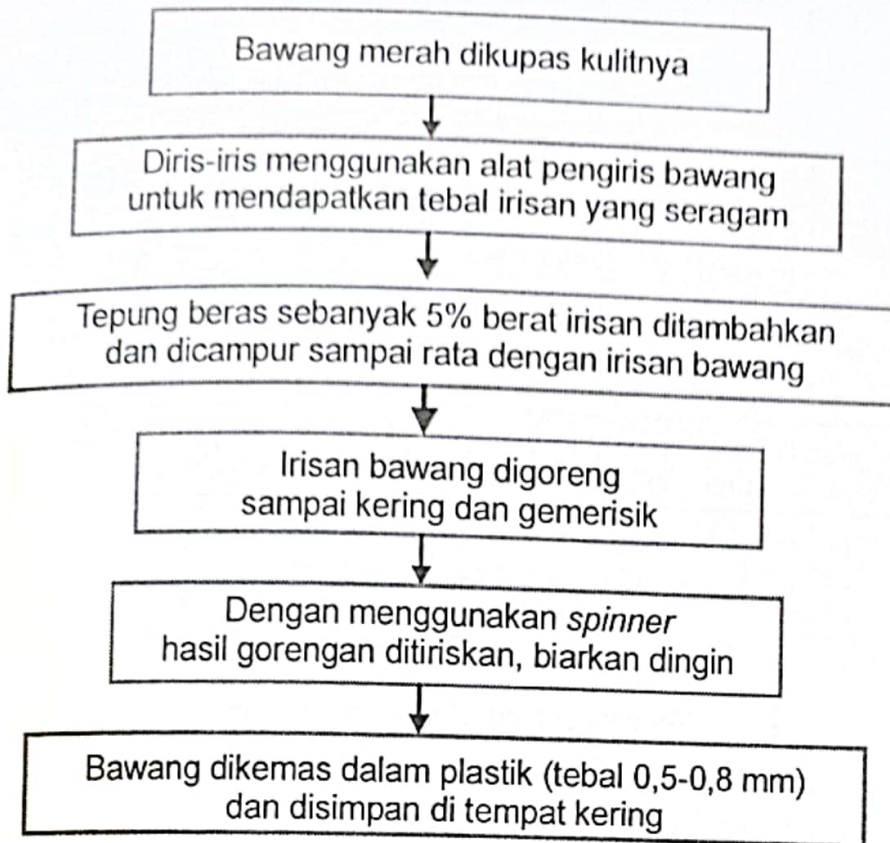 Bawang merah dikupas kulitnya
Diris-iris menggunakan alat pengiris bawang
untuk mendapatkan tebal irisan yang seragam
Tepung beras sebanyak 5% berat irisan ditambahkan
dan dicampur sampai rata dengan irisan bawang
Irisan bawang digoreng
sampai kering dan gemerisik
Dengan menggunakan spinner
hasil gorengan ditiriskan, biarkan dingin
Bawang dikemas dalam plastik (tebal 0,5-0,8 mm)
dan disimpan di tempat kering